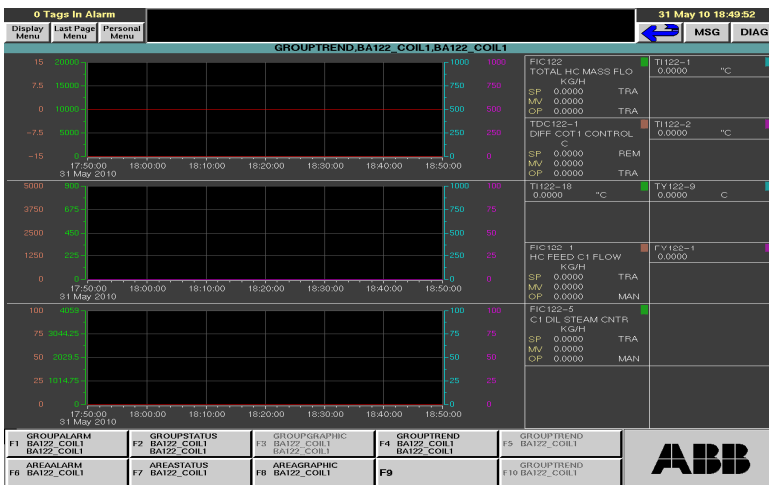 0 Tags In Alarm
31 May 10 18:49:52
Display Menu
Last Page Menu
Personal Menu
MSG
DIAG
GROUPTREND,BA122_COIL1,BA122_COIL1
15 20000 1000 1000
7.5 15000 750 750
0 10000 500 500
-7.5 5000 250 250
-15 0 0 0
17:50:00 18:00:00 18:10:00 18:20:00 18:30:00 18:40:00 18:50:00
31 May 2010
5000 900 1000 100
3750 675 750 75
2500 450 500 50
1250 225 250 25
0 0 0 0
17:50:00 18:00:00 18:10:00 18:20:00 18:30:00 18:40:00 18:50:00
31 May 2010
100 4059 100 100
75 3044.25 75 75
50 2029.5 50 50
25 1014.75 25 25
0 0 0 0
17:50:00 18:00:00 18:10:00 18:20:00 18:30:00 18:40:00 18:50:00
31 May 2010
FIC122
TOTAL HC MASS FLO
KG/H
SP 0.0000 TRA
MV 0.0000
OP 0.0000 TRA
TI122-1
0.0000 °C
TDC122-1
DIFF COT1 CONTROL
C
SP 0.0000 REM
MV 0.0000
OP 0.0000 TRA
TI122-2
0.0000 °C
TI122-18
0.0000 °C
TY122-9
0.0000 C
FIC122-1
HC FEED C1 FLOW
KG/H
SP 0.0000 TRA
MV 0.0000
OP 0.0000 MAN
FY122-1
0.0000
FIC122-5
C1 DIL STEAM CNTR
KG/H
SP 0.0000 TRA
MV 0.0000
OP 0.0000 MAN
F1 GROUPALARM
BA122_COIL1
BA122_COIL1
F2 GROUPSTATUS
BA122_COIL1
BA122_COIL1
F3 GROUPGRAPHIC
BA122_COIL1
BA122_COIL1
F4 GROUPTREND
BA122_COIL1
BA122_COIL1
F5 GROUPTREND
BA122_COIL1
F6 AREAALARM
BA122_COIL1
F7 AREASTATUS
BA122_COIL1
F8 AREAGRAPHIC
BA122_COIL1
F9
F10 GROUPTREND
BA122_COIL1
ABB